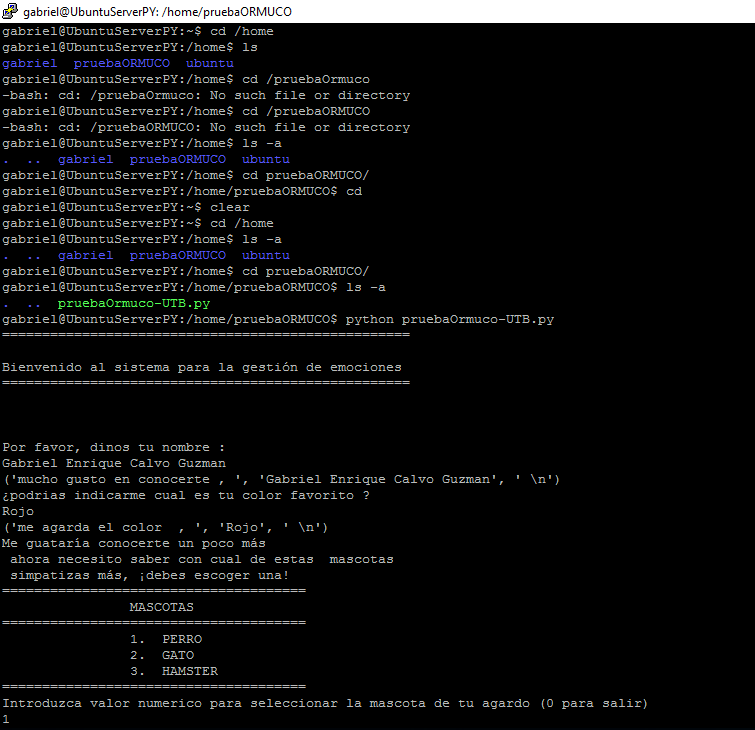 gabriel@UbuntuServerPY: /home/pruebaORMUCO
gabriel@UbuntuServerPY:~$ cd /home
gabriel@UbuntuServerPY:/home$ ls
gabriel  pruebaORMUCO  ubuntu
gabriel@UbuntuServerPY:/home$ cd /pruebaOrmuco
-bash: cd: /pruebaOrmuco: No such file or directory
gabriel@UbuntuServerPY:/home$ cd /pruebaORMUCO
-bash: cd: /pruebaORMUCO: No such file or directory
gabriel@UbuntuServerPY:/home$ ls -a
.  ..  gabriel  pruebaORMUCO  ubuntu
gabriel@UbuntuServerPY:/home$ cd pruebaORMUCO/
gabriel@UbuntuServerPY:/home/pruebaORMUCO$ cd
gabriel@UbuntuServerPY:~$ clear
gabriel@UbuntuServerPY:~$ cd /home
gabriel@UbuntuServerPY:/home$ ls -a
.  ..  gabriel  pruebaORMUCO  ubuntu
gabriel@UbuntuServerPY:/home$ cd pruebaORMUCO/
gabriel@UbuntuServerPY:/home/pruebaORMUCO$ ls -a
.  ..  pruebaOrmuco-UTB.py
gabriel@UbuntuServerPY:/home/pruebaORMUCO$ python pruebaOrmuco-UTB.py
===================================================
Bienvenido al sistema para la gestión de emociones
===================================================
Por favor, dinos tu nombre :
Gabriel Enrique Calvo Guzman
('mucho gusto en conocerte , ', 'Gabriel Enrique Calvo Guzman', ' \n')
¿podrias indicarme cual es tu color favorito ?
Rojo
('me agarda el color  , ', 'Rojo', ' \n')
Me guataría conocerte un poco más
ahora necesito saber con cual de estas  mascotas
simpatizas más, ¡debes escoger una!
======================================
MASCOTAS
======================================
1.  PERRO
2.  GATO
3.  HAMSTER
======================================
Introduzca valor numerico para seleccionar la mascota de tu agardo (0 para salir)
1